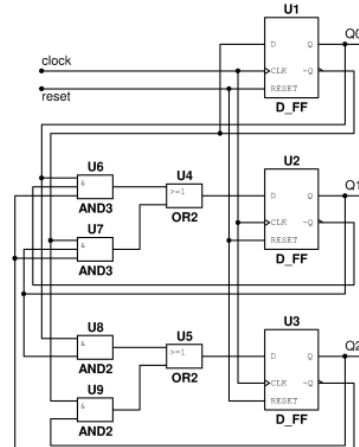 U1
Q0
D Q
clock
CLK ~Q
reset
RESET
D_FF
U6
U4
U2
& >=1
Q1
D Q
AND3
OR2
U7
CLK ~Q
&
RESET
AND3
D_FF
U8
U5
U3
& >=1
Q2
D Q
AND2
OR2
U9
CLK ~Q
&
RESET
AND2
D_FF